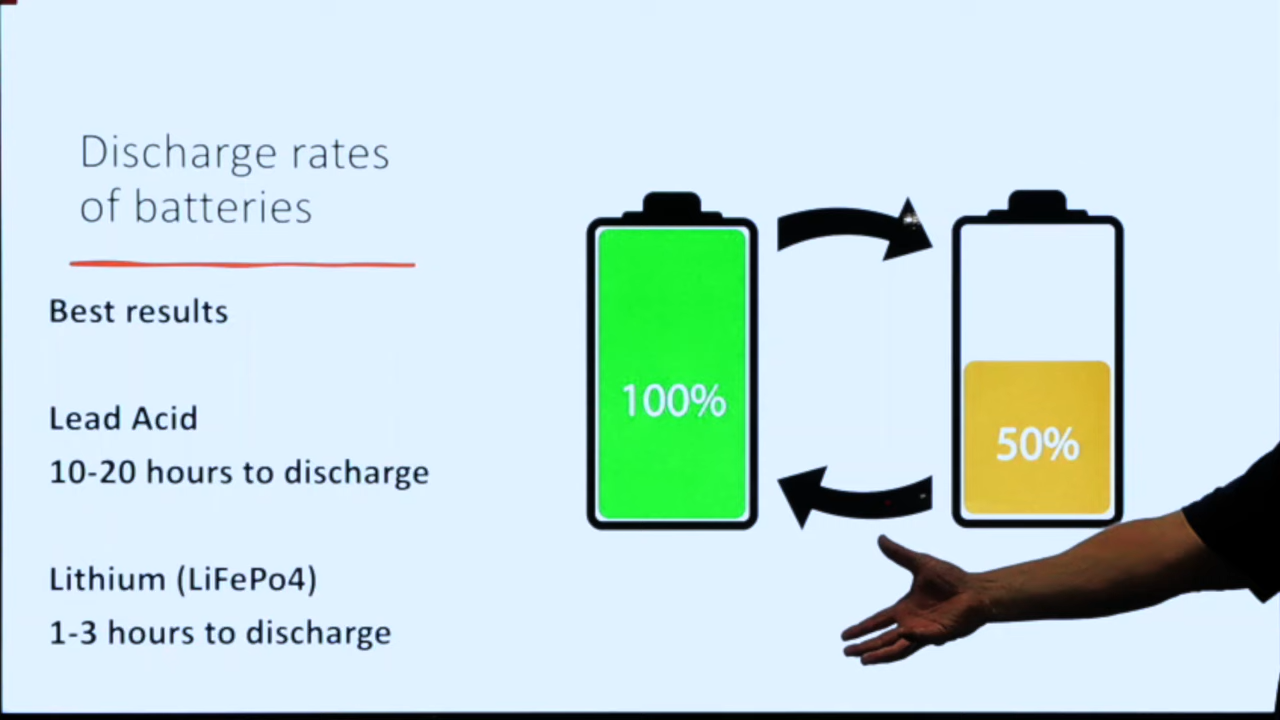 Discharge rates
of batteries
Best results
Lead Acid
10-20 hours to discharge
Lithium (LiFePo4)
1-3 hours to discharge
100%
50%